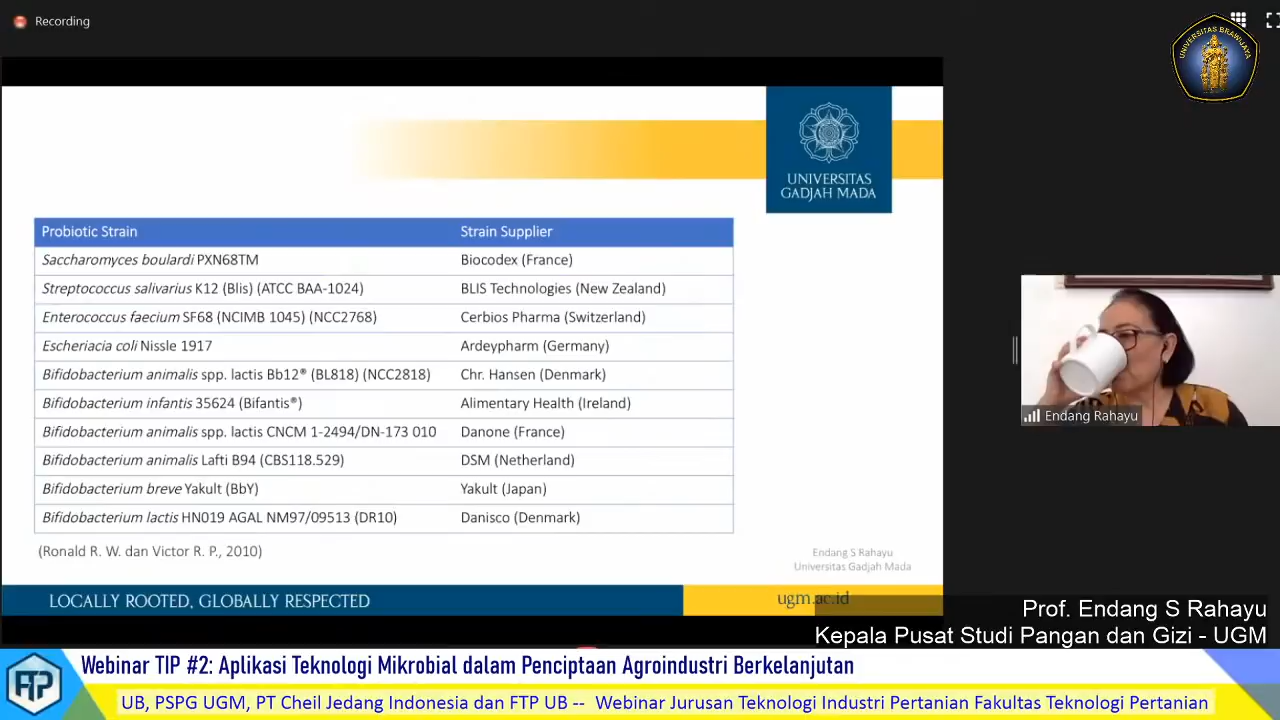 Recording
UNIVERSITAS BRAWIJAYA
UNIVERSITAS
GADJAH MADA
Probiotic Strain Strain Supplier
Saccharomyces boulardi PXN68TM Biocodex (France)
Streptococcus salivarius K12 (Blis) (ATCC BAA-1024) BLIS Technologies (New Zealand)
Enterococcus faecium SF68 (NCIMB 1045) (NCC2768) Cerbios Pharma (Switzerland)
Escheriacia coli Nissle 1917 Ardeypharm (Germany)
Bifidobacterium animalis spp. lactis Bb12® (BL818) (NCC2818) Chr. Hansen (Denmark)
Bifidobacterium infantis 35624 (Bifantis®) Alimentary Health (Ireland)
Bifidobacterium animalis spp. lactis CNCM 1-2494/DN-173 010 Danone (France)
Bifidobacterium animalis Lafti B94 (CBS118.529) DSM (Netherland)
Bifidobacterium breve Yakult (BbY) Yakult (Japan)
Bifidobacterium lactis HN019 AGAL NM97/09513 (DR10) Danisco (Denmark)
(Ronald R. W. dan Victor R. P., 2010)
Endang S Rahayu
Universitas Gadjah Mada
LOCALLY ROOTED, GLOBALLY RESPECTED
ugm.ac.id
Endang Rahayu
Prof. Endang S Rahayu
Kepala Pusat Studi Pangan dan Gizi - UGM
Webinar TIP #2: Aplikasi Teknologi Mikrobial dalam Penciptaan Agroindustri Berkelanjutan
UB, PSPG UGM, PT Cheil Jedang Indonesia dan FTP UB -- Webinar Jurusan Teknologi Industri Pertanian Fakultas Teknologi Pertanian